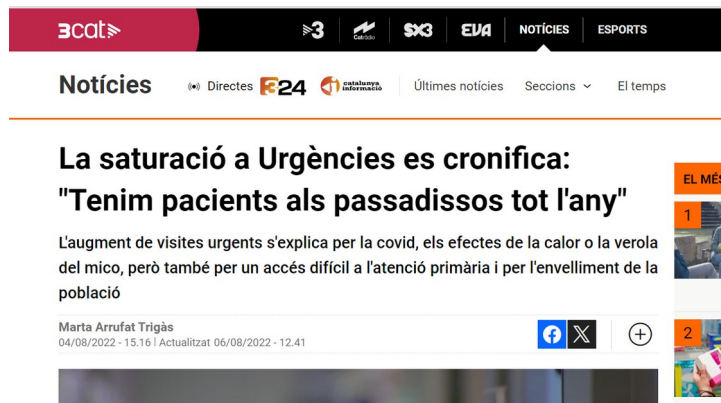 3cat
3
Catràdio
SX3
EVA
NOTÍCIES
ESPORTS
Notícies
Directes
324
catalunya
informació
Últimes notícies
Seccions
El temps
La saturació a Urgències es cronifica:
"Tenim pacients als passadissos tot l'any"
L'augment de visites urgents s'explica per la covid, els efectes de la calor o la verola
del mico, però també per un accés difícil a l'atenció primària i per l'envelliment de la
població
Marta Arrufat Trigàs
04/08/2022 - 15.16 | Actualitzat 06/08/2022 - 12.41
EL MÉS
1
2